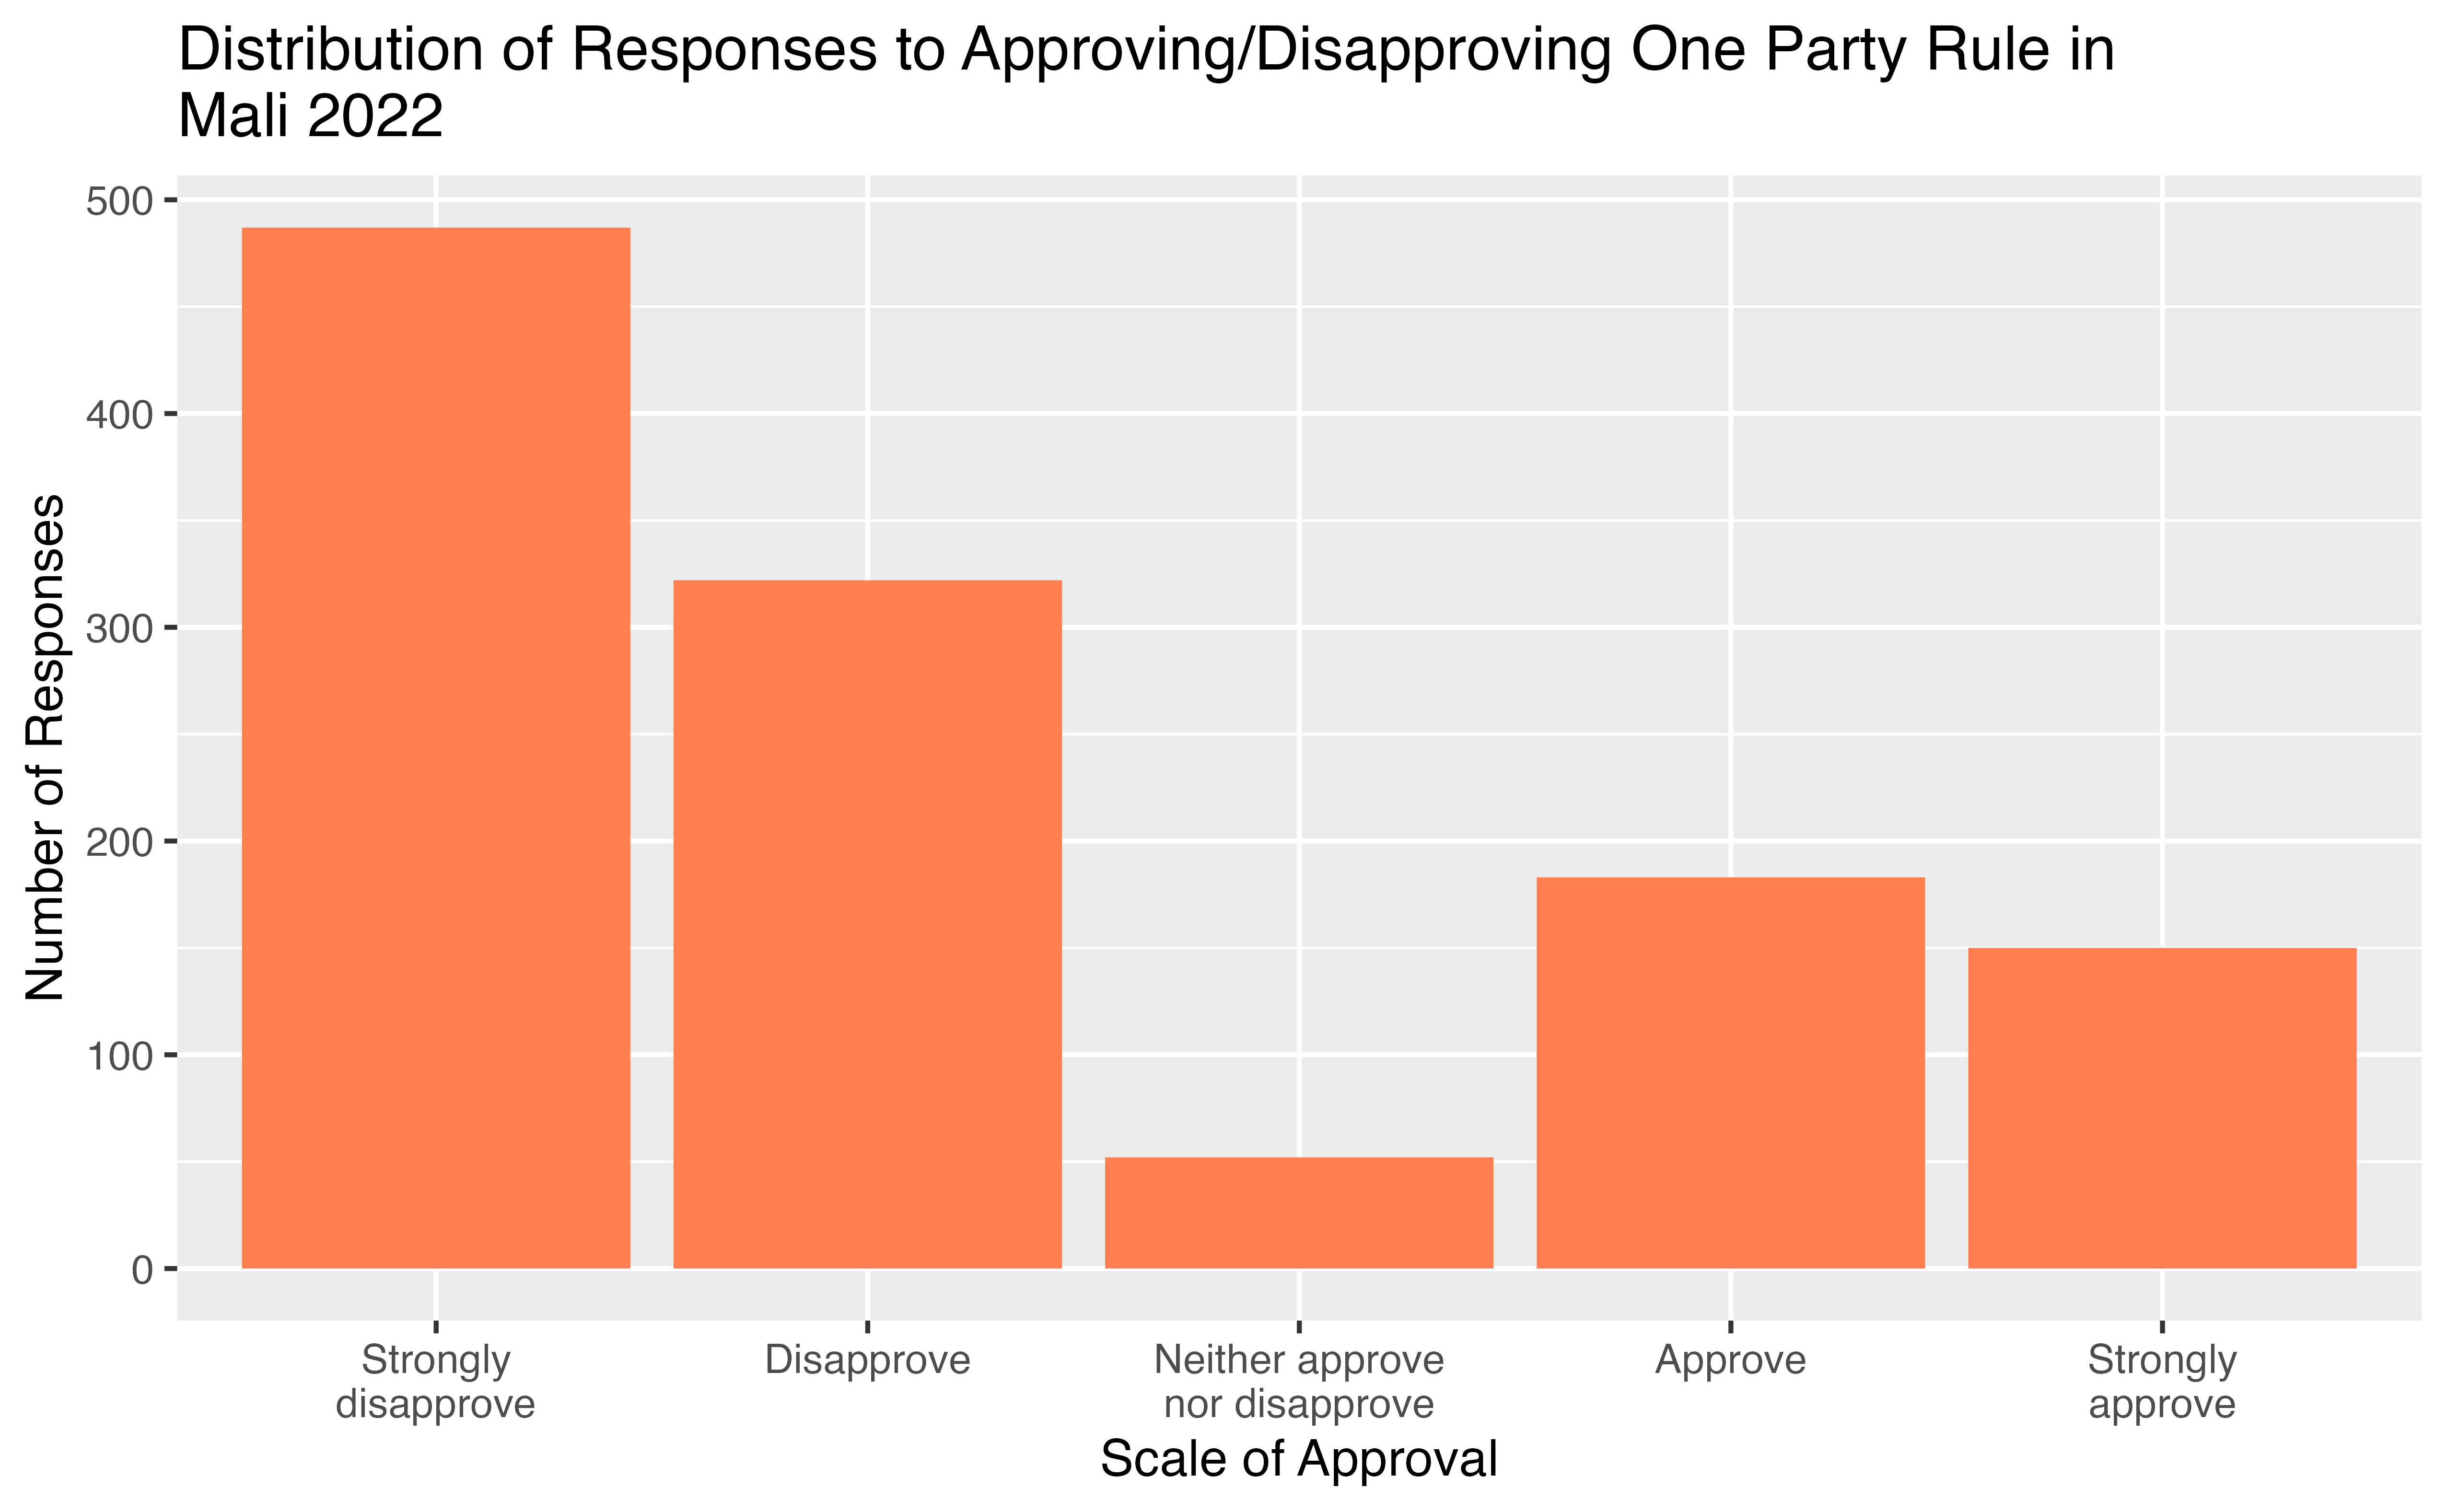 Distribution of Responses to Approving/Disapproving One Party Rule in
Mali 2022
Number of Responses
500
400
300
200
100
0
Strongly
disapprove
Disapprove
Neither approve
nor disapprove
Approve
Strongly
approve
Scale of Approval